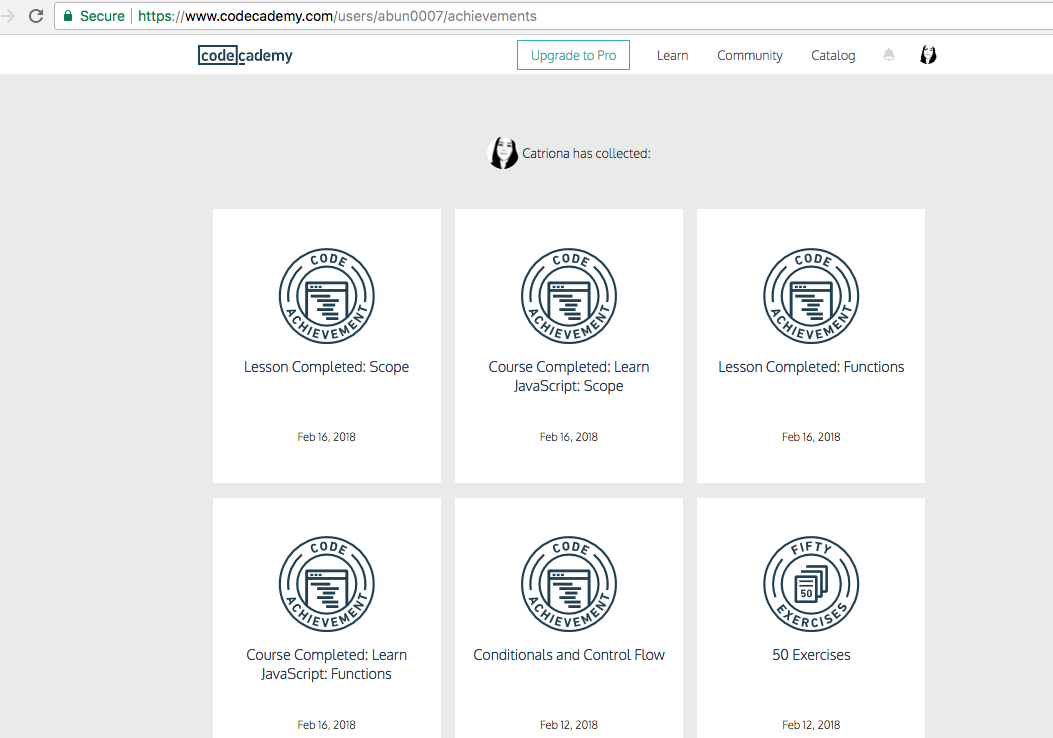 Secure https://www.codecademy.com/users/abun0007/achievements
codecademy Upgrade to Pro Learn Community Catalog
Catriona has collected:
CODE ACHIEVEMENT
Lesson Completed: Scope
Feb 16, 2018
CODE ACHIEVEMENT
Course Completed: Learn
JavaScript: Scope
Feb 16, 2018
CODE ACHIEVEMENT
Lesson Completed: Functions
Feb 16, 2018
CODE ACHIEVEMENT
Course Completed: Learn
JavaScript: Functions
Feb 16, 2018
CODE ACHIEVEMENT
Conditionals and Control Flow
Feb 12, 2018
FIFTY EXERCISES
50
50 Exercises
Feb 12, 2018